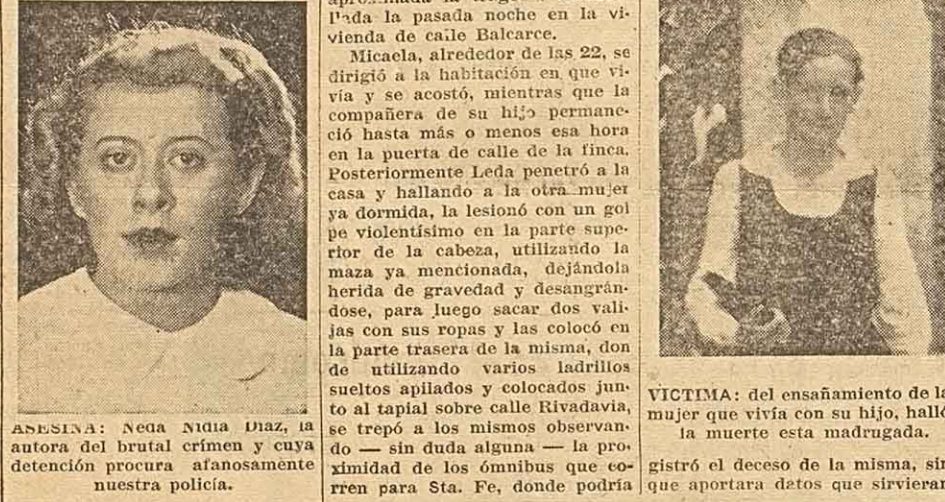 ASESINA: Neda Nidia Díaz, la
autora del brutal crímen y cuya
detención procura afanosamente
nuestra policía.
la
llada la pasada noche en la vi-
vienda de calle Balcarce.
Micaela, alrededor de las 22, se
dirigió a la habitación en que vi-
vía y se acostó, mientras que la
compañera de su hijo permane-
ció hasta más o menos esa hora
en la puerta de calle de la finca.
Posteriormente Leda penetró a la
casa y hallando a la otra mujer
ya dormida, la lesionó con un gol
pe violentísimo en la parte supe-
rior de la cabeza, utilizando la
maza ya mencionada, dejándola
herida de gravedad y desangrán-
dose, para luego sacar dos vali-
jas con sus ropas y las colocó en
la parte trasera de la misma, don
de utilizando varios ladrillos
sueltos apilados y colocados jun-
to al tapial sobre calle Rivadavia,
se trepó a los mismos observan-
do — sin duda alguna — la pro-
ximidad de los ómnibus que co-
rren para Sta. Fe, donde podría
VICTIMA: del ensañamiento de la
mujer que vivía con su hijo, halló
la muerte esta madrugada.
gistró el deceso de la misma, sin
que aportara datos que sirvieran